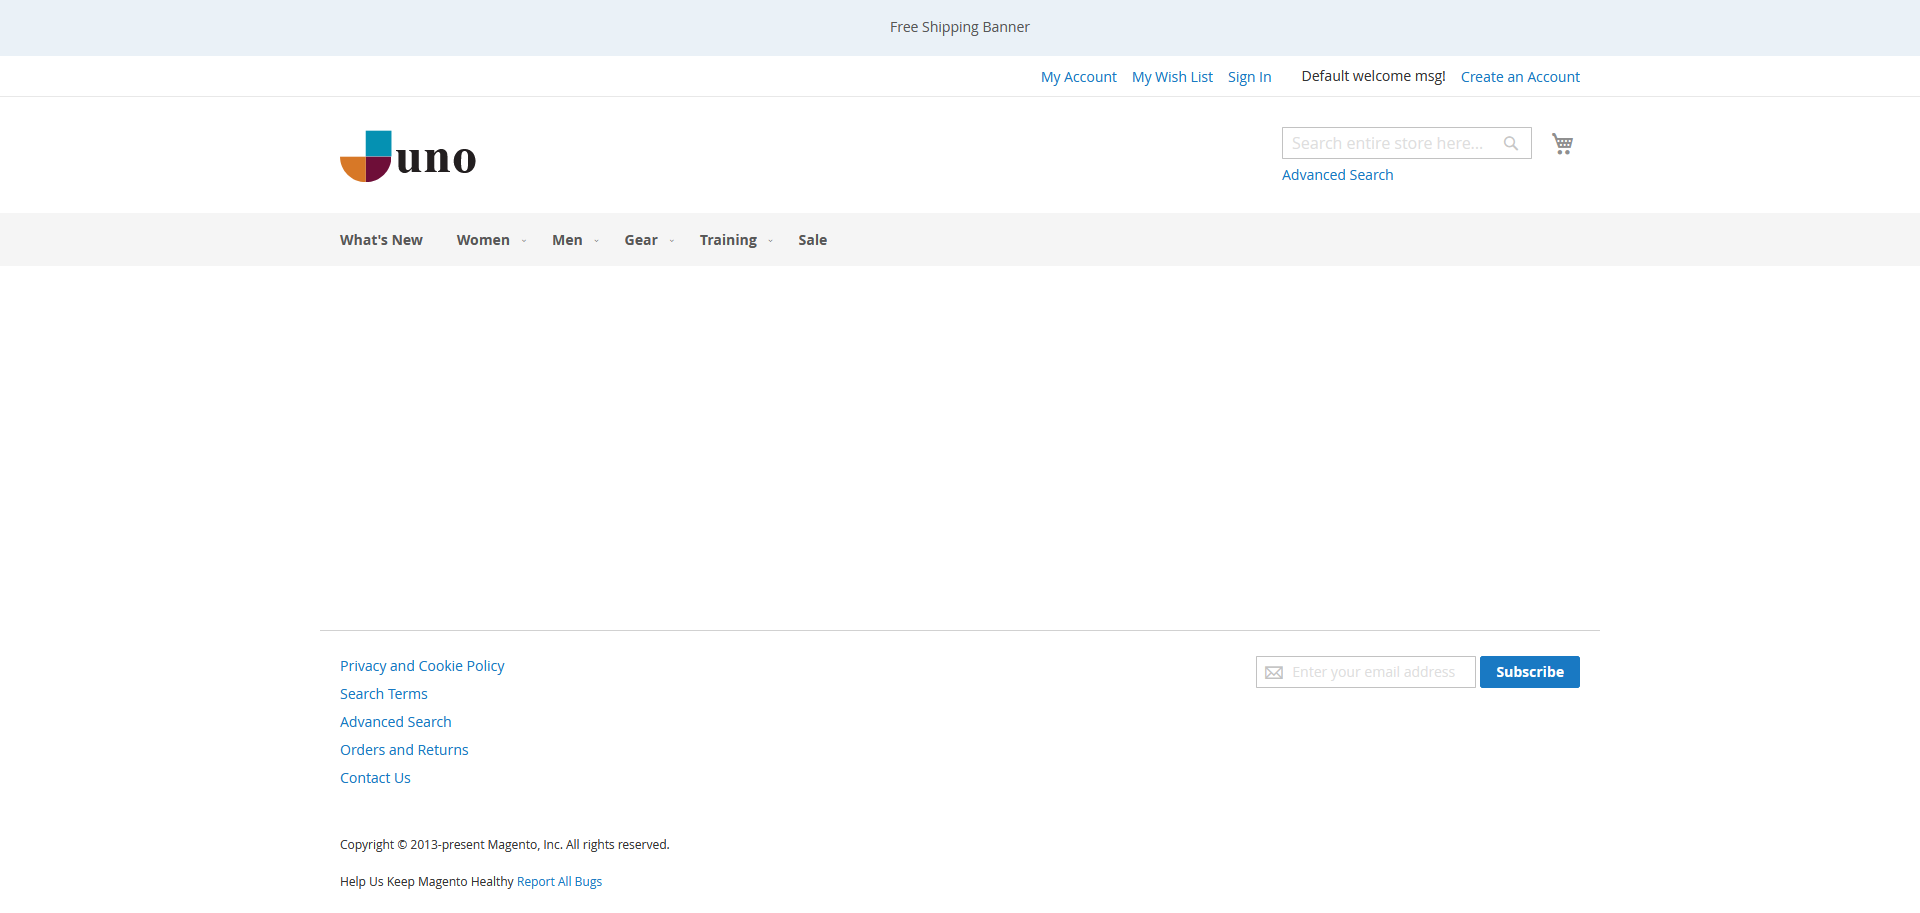 Free Shipping Banner
My Account My Wish List Sign In Default welcome msg! Create an Account
uno
Search entire store here...
Advanced Search
What's New Women Men Gear Training Sale
Privacy and Cookie Policy
Search Terms
Advanced Search
Orders and Returns
Contact Us
Enter your email address Subscribe
Copyright © 2013-present Magento, Inc. All rights reserved.
Help Us Keep Magento Healthy Report All Bugs